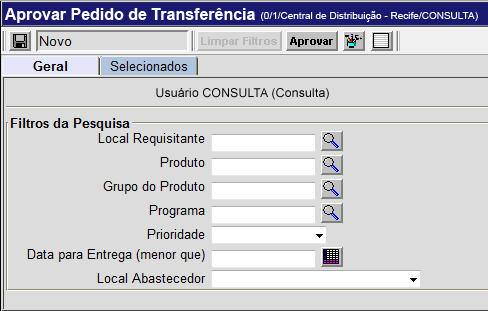 Aprovar Pedido de Transferência (0/1/Central de Distribuição - Recife/CONSULTA)
Novo Limpar Filtros Aprovar
Geral Selecionados
Usuário CONSULTA (Consulta)
Filtros da Pesquisa
Local Requisitante
Produto
Grupo do Produto
Programa
Prioridade
Data para Entrega (menor que)
Local Abastecedor